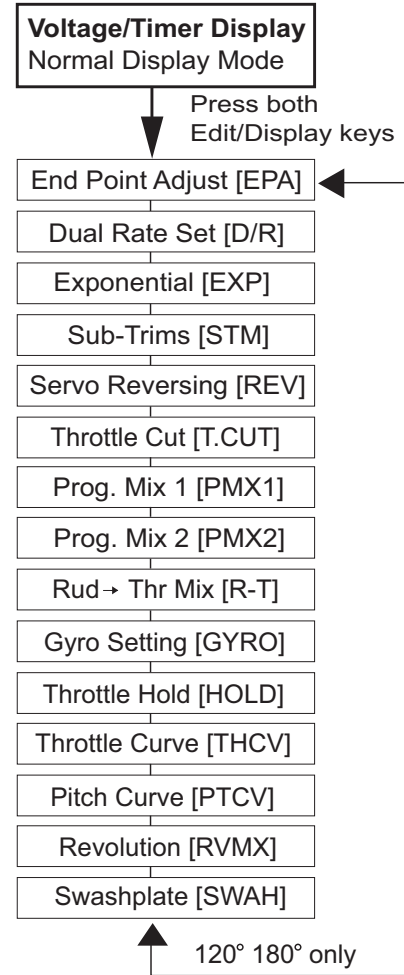 Voltage/Timer Display
Normal Display Mode
Press both
Edit/Display keys
End Point Adjust [EPA]
Dual Rate Set [D/R]
Exponential [EXP]
Sub-Trims [STM]
Servo Reversing [REV]
Throttle Cut [T.CUT]
Prog. Mix 1 [PMX1]
Prog. Mix 2 [PMX2]
Rud→ Thr Mix [R-T]
Gyro Setting [GYRO]
Throttle Hold [HOLD]
Throttle Curve [THCV]
Pitch Curve [PTCV]
Revolution [RVMX]
Swashplate [SWAH]
120° 180° only